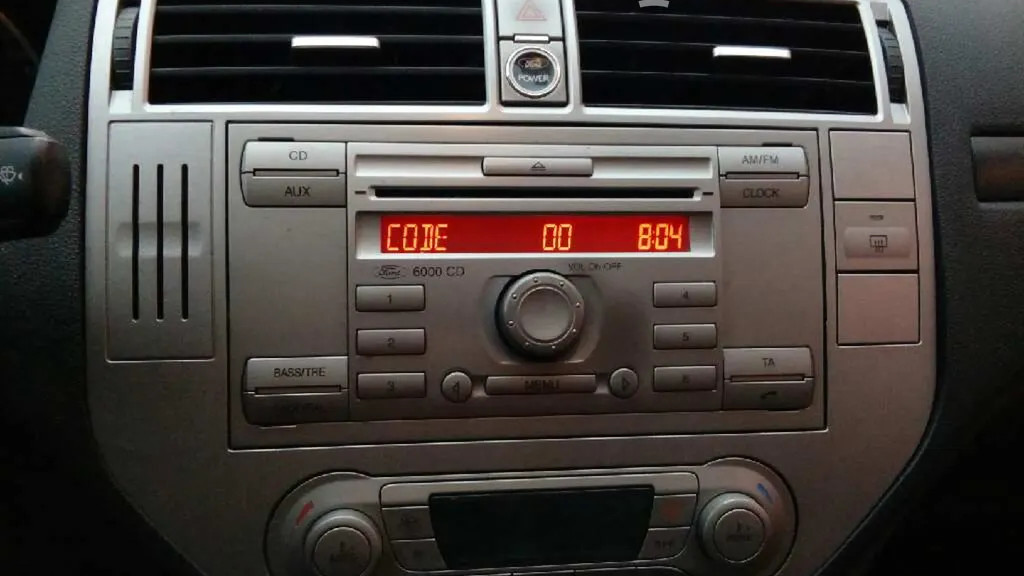 Ford
POWER
CD
AM/FM
AUX
CLOCK
CODE 00 8:04
Ford 6000 CD
VOL ON OFF
1
4
2
5
3
6
MENU
BASS/TRE
TA